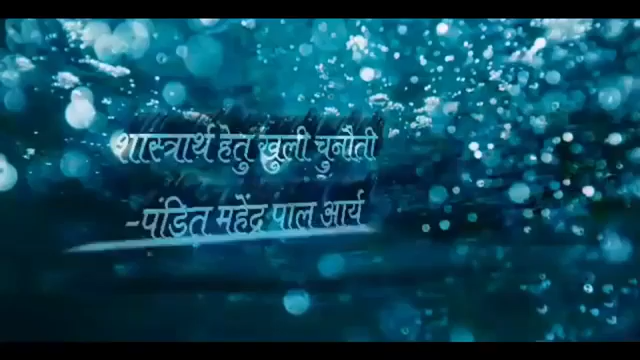 शास्त्रार्थ हेतु खुली चुनौती
-पंडित महेंद्र पाल आर्य